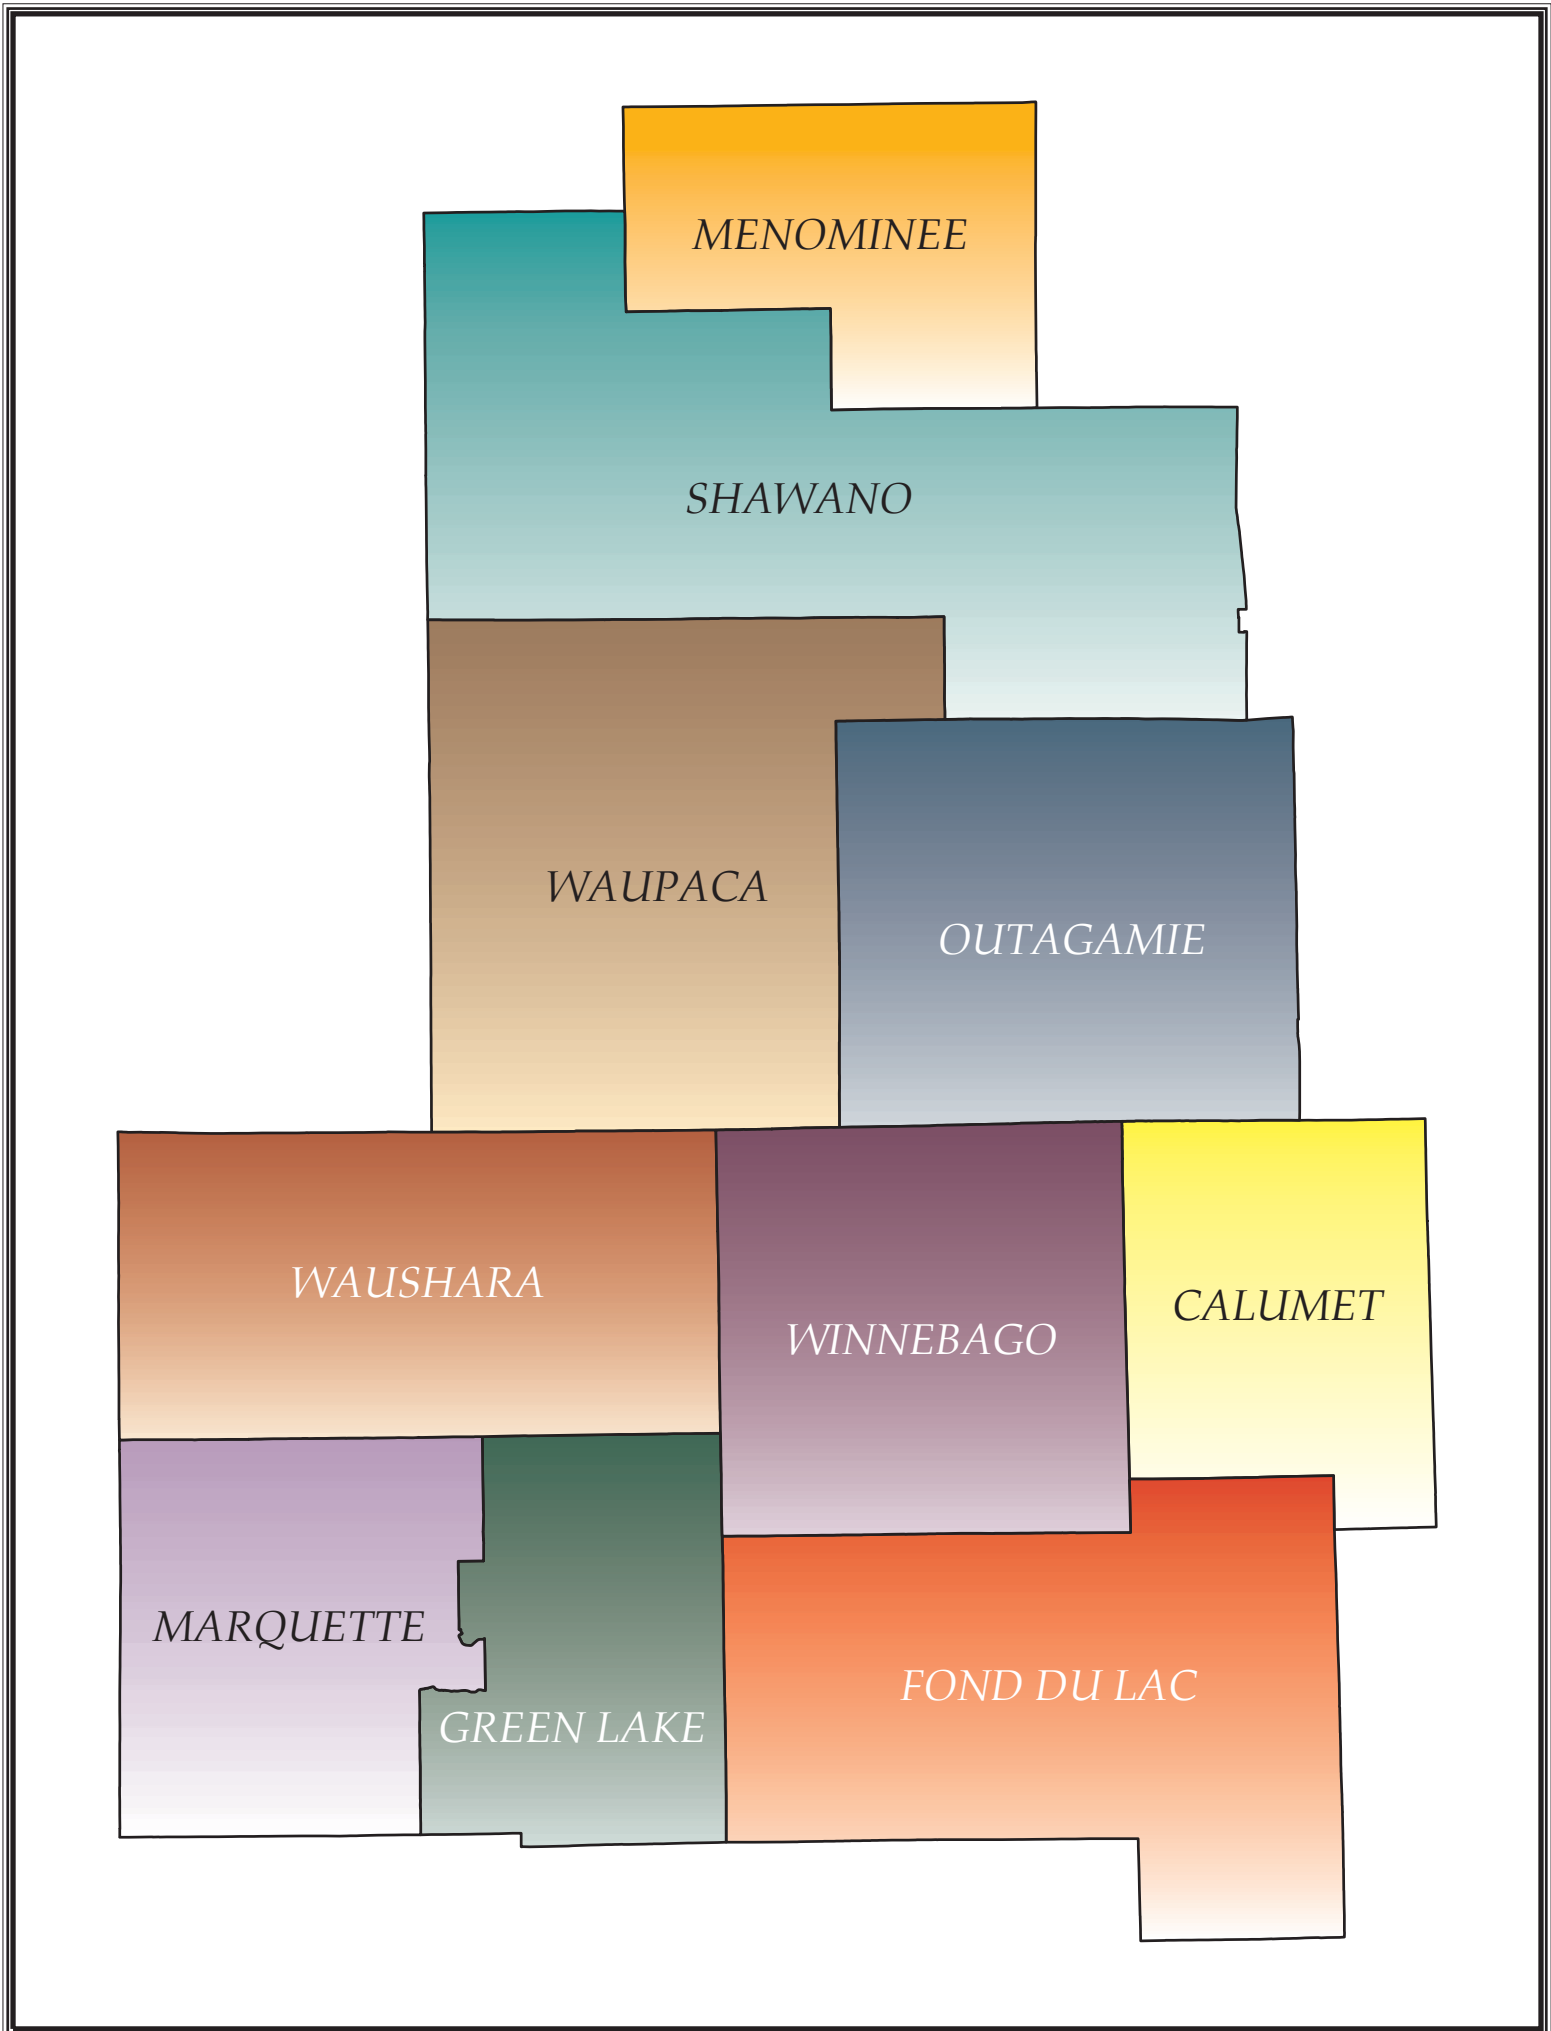 MENOMINEE
SHAWANO
WAUPACA
OUTAGAMIE
WAUSHARA
WINNEBAGO
CALUMET
MARQUETTE
GREEN LAKE
FOND DU LAC